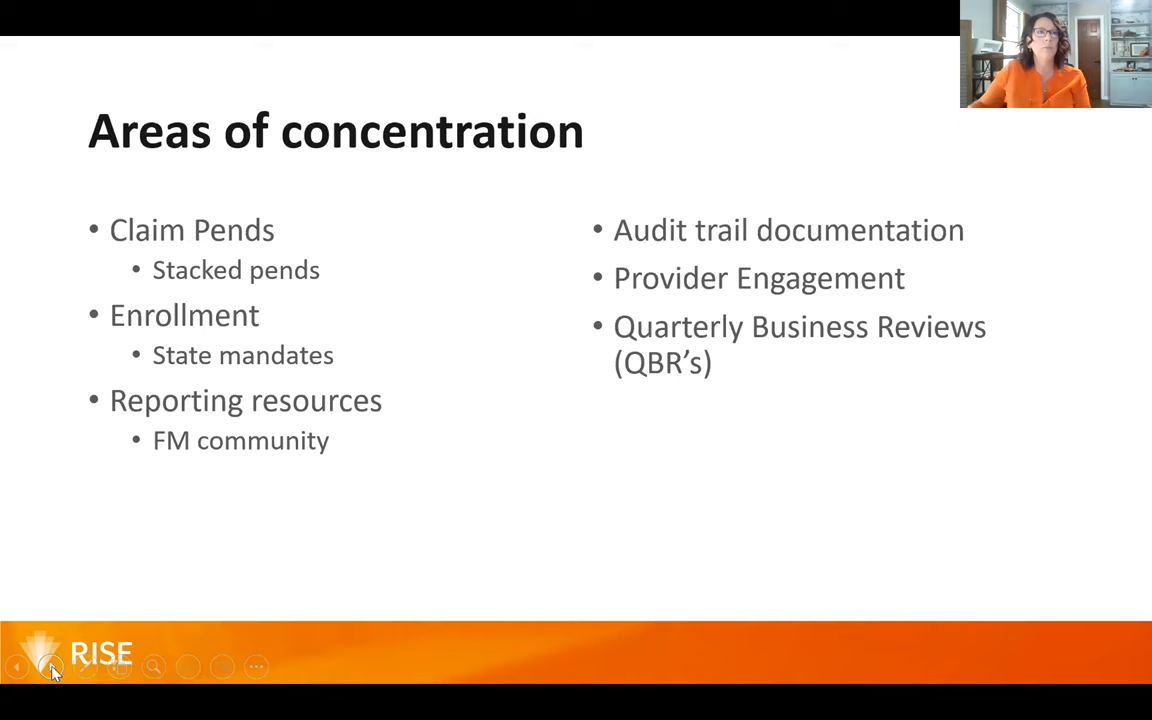 Areas of concentration
• Claim Pends
• Stacked pends
• Enrollment
• State mandates
• Reporting resources
• FM community
• Audit trail documentation
• Provider Engagement
• Quarterly Business Reviews
(QBR’s)
RISE